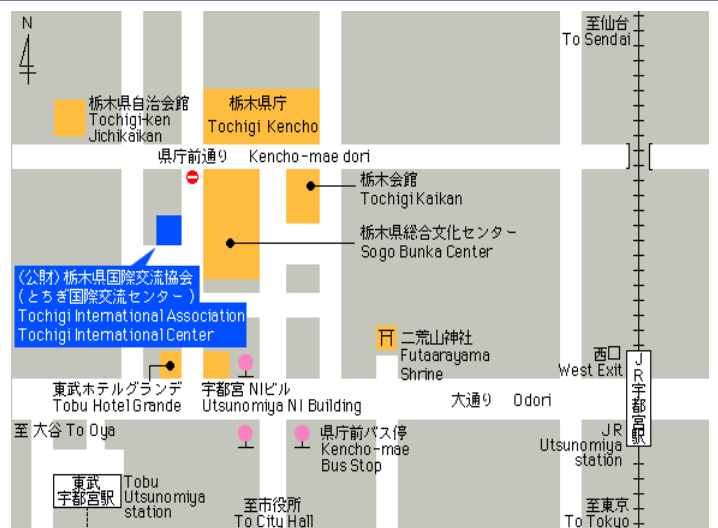 N
至仙台
To Sendai
栃木県自治会館
Tochigi-ken
Jichikaikan
栃木県庁
Tochigi Kencho
県庁前通り Kencho-mae dori
栃木会館
Tochigi Kaikan
栃木県総合文化センター
Sogo Bunka Center
(公財)栃木県国際交流協会
(とちぎ国際交流センター)
Tochigi International Association
Tochigi International Center
二荒山神社
Futaarayama
Shrine
西口
West Exit
JR宇都宮駅
東武ホテルグランデ
Tobu Hotel Grande
宇都宮 NIビル
Utsunomiya NI Building
大通り Odori
至 大谷 To Oya
県庁前バス停
Kencho-mae
Bus Stop
JR
Utsunomiya
station
東武
宇都宮駅
Tobu
Utsunomiya
station
至市役所
To City Hall
至東京
To Tokyo